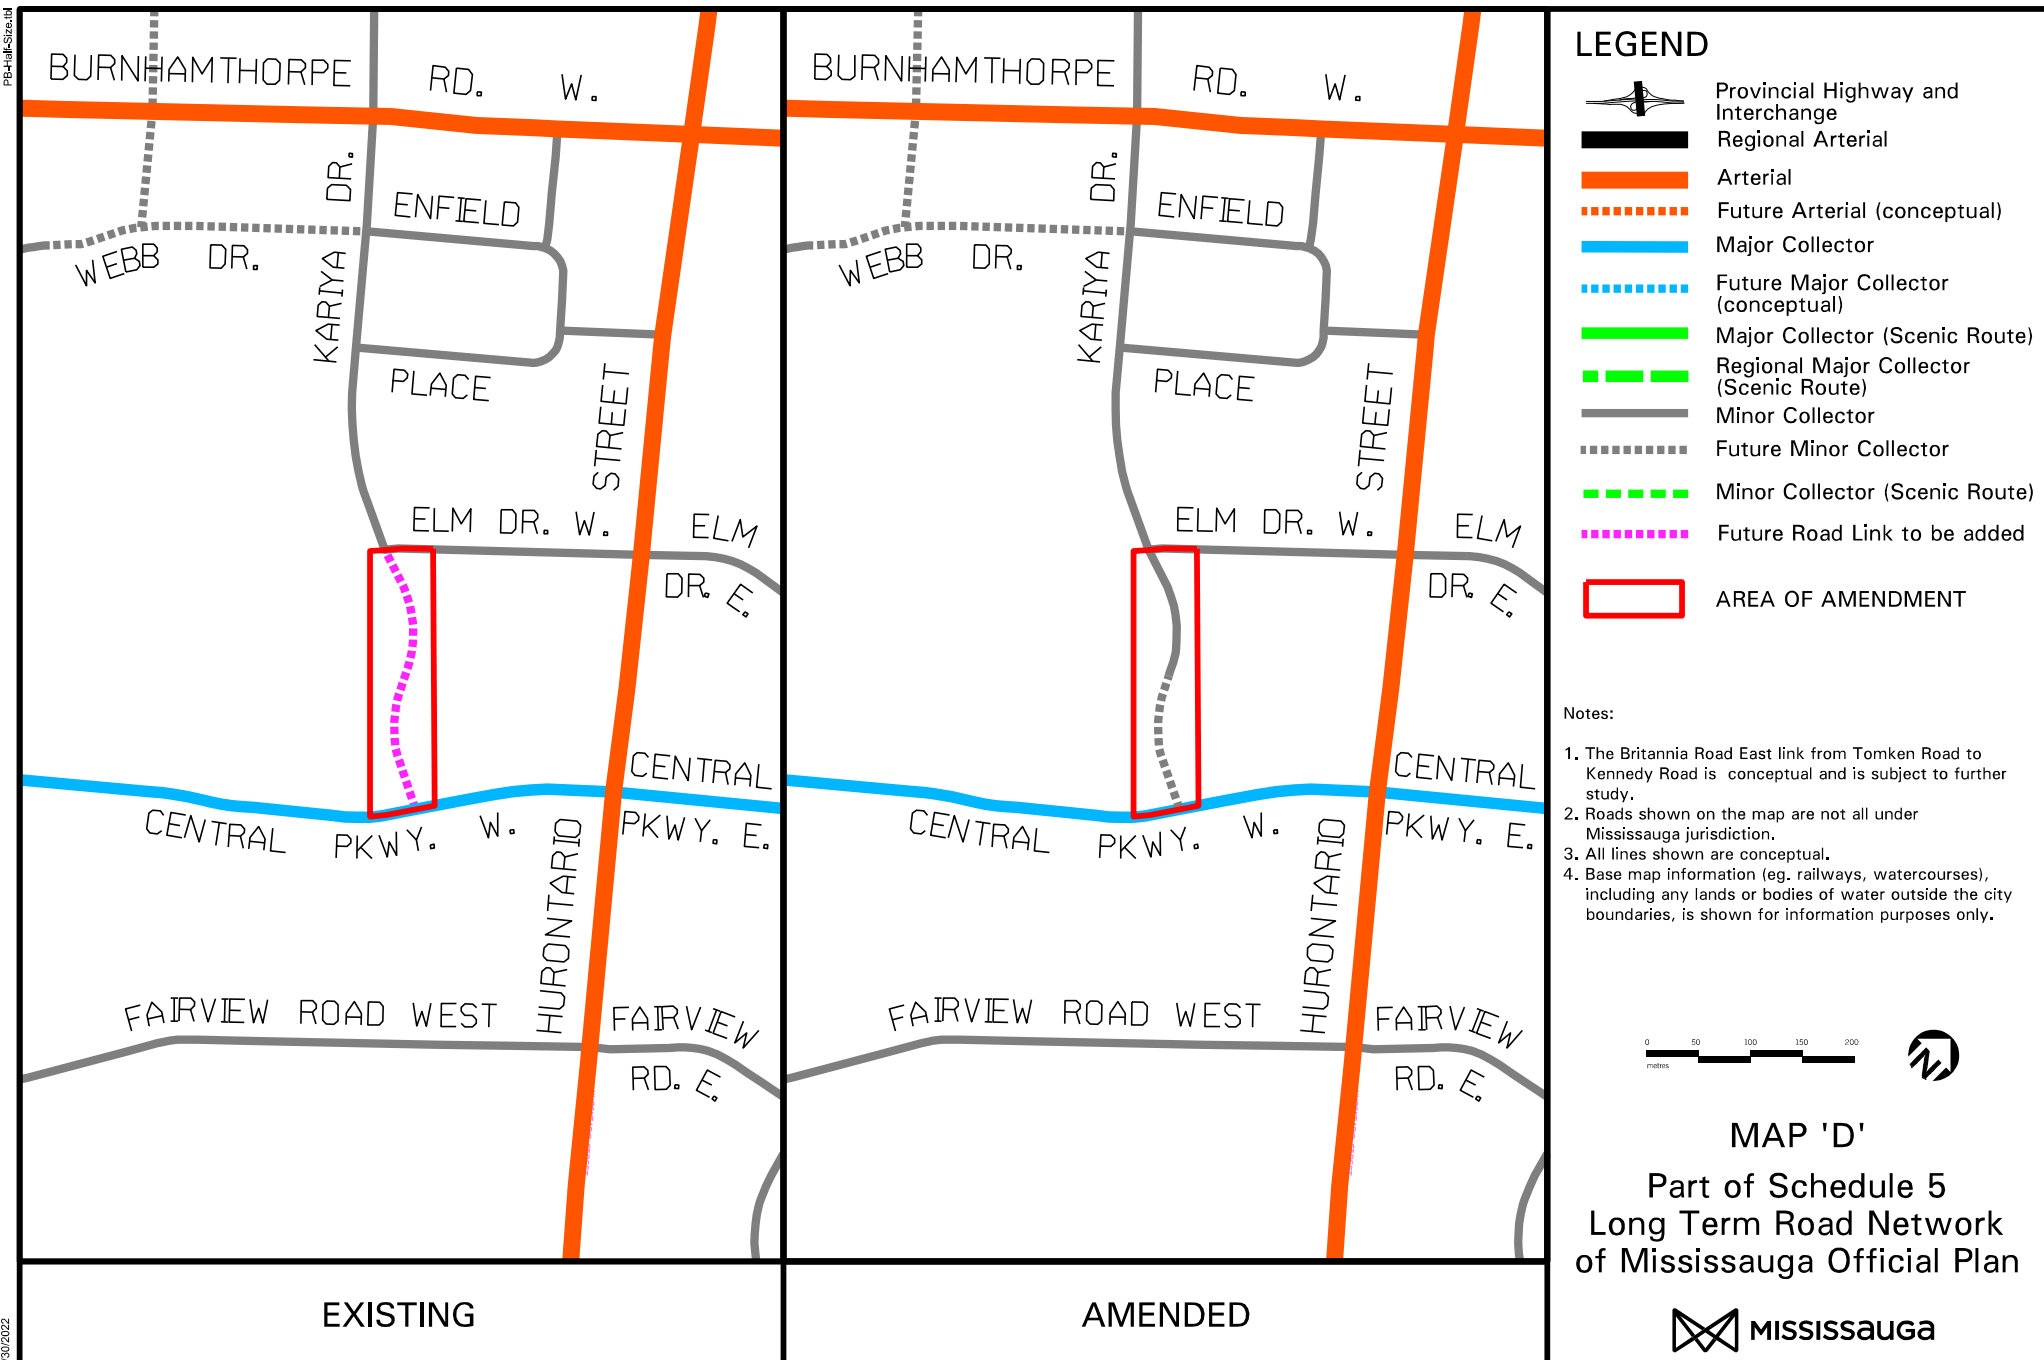 PB-Half-Size.tbl
BURNHAMTHORPE RD. W.
DR.
ENFIELD
WEBB DR.
KARIYA
PLACE
STREET
ELM DR. W.
ELM
DR. E.
CENTRAL
CENTRAL PKWY. W.
PKWY. E.
HURONTARIO
FAIRVIEW ROAD WEST
FAIRVIEW
RD. E.
EXISTING
BURNHAMTHORPE RD. W.
DR.
ENFIELD
WEBB DR.
KARIYA
PLACE
STREET
ELM DR. W.
ELM
DR. E.
CENTRAL
CENTRAL PKWY. W.
PKWY. E.
HURONTARIO
FAIRVIEW ROAD WEST
FAIRVIEW
RD. E.
AMENDED
LEGEND
Provincial Highway and
Interchange
Regional Arterial
Arterial
Future Arterial (conceptual)
Major Collector
Future Major Collector
(conceptual)
Major Collector (Scenic Route)
Regional Major Collector
(Scenic Route)
Minor Collector
Future Minor Collector
Minor Collector (Scenic Route)
Future Road Link to be added
AREA OF AMENDMENT
Notes:
1. The Britannia Road East link from Tomken Road to
Kennedy Road is conceptual and is subject to further
study.
2. Roads shown on the map are not all under
Mississauga jurisdiction.
3. All lines shown are conceptual.
4. Base map information (eg. railways, watercourses),
including any lands or bodies of water outside the city
boundaries, is shown for information purposes only.
0 50 100 150 200
metres
N
MAP 'D'
Part of Schedule 5
Long Term Road Network
of Mississauga Official Plan
MISSISSAUGA
/30/2022